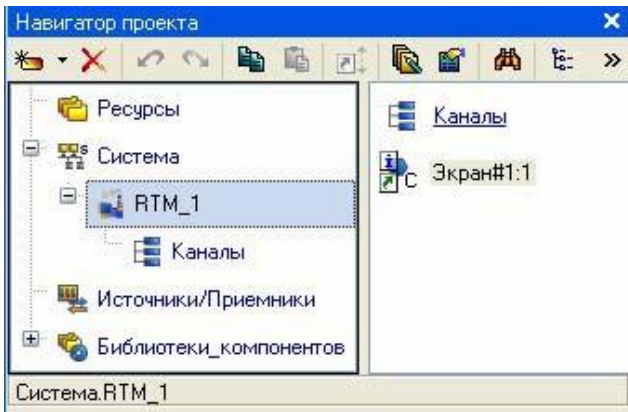 Навигатор проекта
Ресурсы
Система
RTM_1
Каналы
Источники/Приемники
Библиотеки_компонентов
Каналы
Экран#1:1
Система.RTM_1